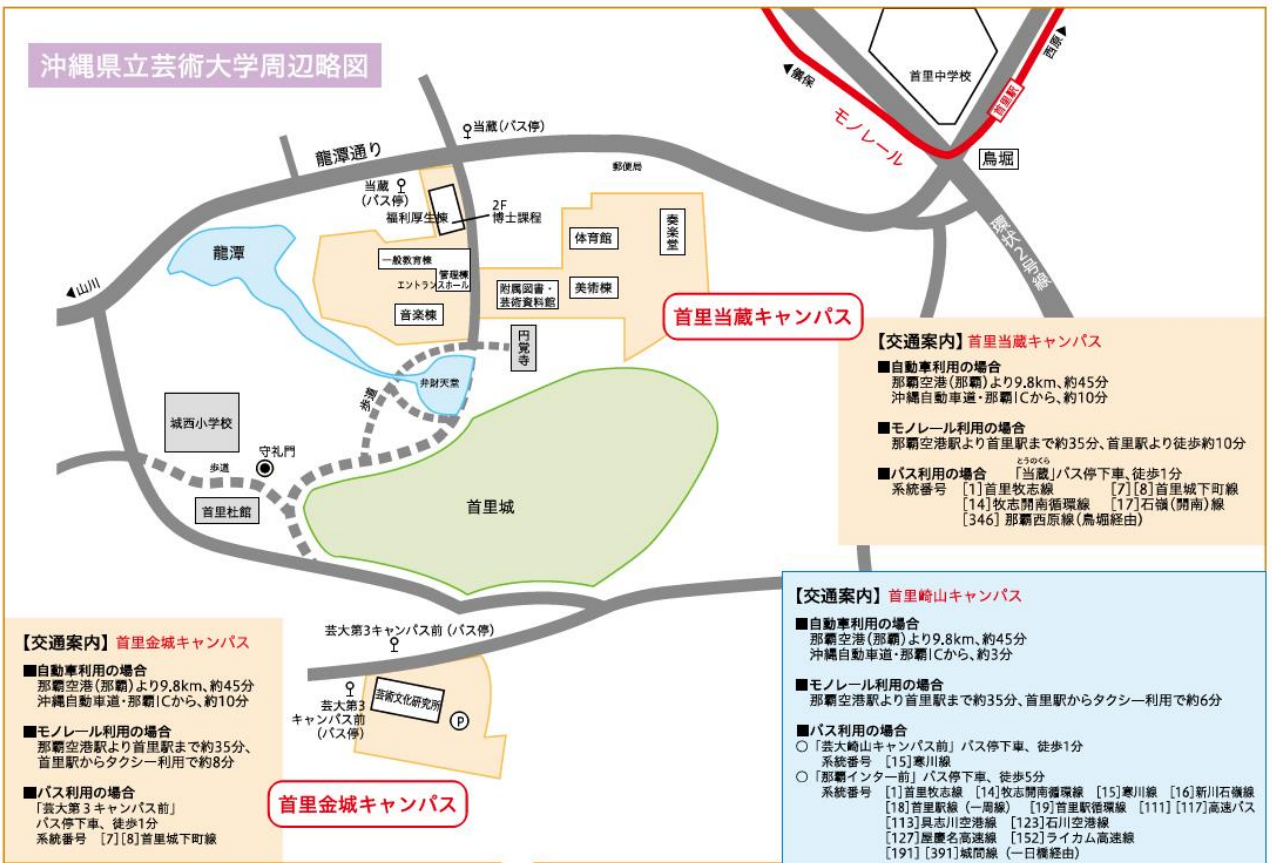 沖縄県立芸術大学周辺略図
首里中学校
西原▲
◀儀保
首里駅
モノレール
鳥堀
環状2号線
当蔵(バス停)
龍潭通り
郵便局
当蔵
(バス停)
福利厚生棟
2F
博士課程
奏楽堂
体育館
龍潭
一般教育棟
管理棟
エントランスホール
附属図書・
芸術資料館
美術棟
◀山川
音楽棟
首里当蔵キャンパス
円覚寺
弁財天堂
歩道
城西小学校
守礼門
歩道
首里杜館
首里城
【交通案内】首里当蔵キャンパス
■自動車利用の場合
那覇空港(那覇)より9.8km、約45分
沖縄自動車道・那覇ICから、約10分
■モノレール利用の場合
那覇空港駅より首里駅まで約35分、首里駅より徒歩約10分
とうのくら
■バス利用の場合 「当蔵」バス停下車、徒歩1分
系統番号 [1]首里牧志線 [7][8]首里城下町線
[14]牧志開南循環線 [17]石嶺(開南)線
[346] 那覇西原線(鳥堀経由)
芸大第3キャンパス前(バス停)
芸術文化研究所
P
芸大第3
キャンパス前
(バス停)
首里金城キャンパス
【交通案内】首里金城キャンパス
■自動車利用の場合
那覇空港(那覇)より9.8km、約45分
沖縄自動車道・那覇ICから、約10分
■モノレール利用の場合
那覇空港駅より首里駅まで約35分、
首里駅からタクシー利用で約8分
■バス利用の場合
「芸大第3キャンパス前」
バス停下車、徒歩1分
系統番号 [7][8]首里城下町線
【交通案内】首里崎山キャンパス
■自動車利用の場合
那覇空港(那覇)より9.8km、約45分
沖縄自動車道・那覇ICから、約3分
■モノレール利用の場合
那覇空港駅より首里駅まで約35分、首里駅からタクシー利用で約6分
■バス利用の場合
○「芸大崎山キャンパス前」バス停下車、徒歩1分
系統番号 [15]寒川線
○「那覇インター前」バス停下車、徒歩5分
系統番号 [1]首里牧志線 [14]牧志開南循環線 [15]寒川線 [16]新川石嶺線
[18]首里駅線(一周線) [19]首里駅循環線 [111] [117]高速バス
[113]具志川空港線 [123]石川空港線
[127]屋慶名高速線 [152]ライカム高速線
[191] [391]城間線(一日橋経由)